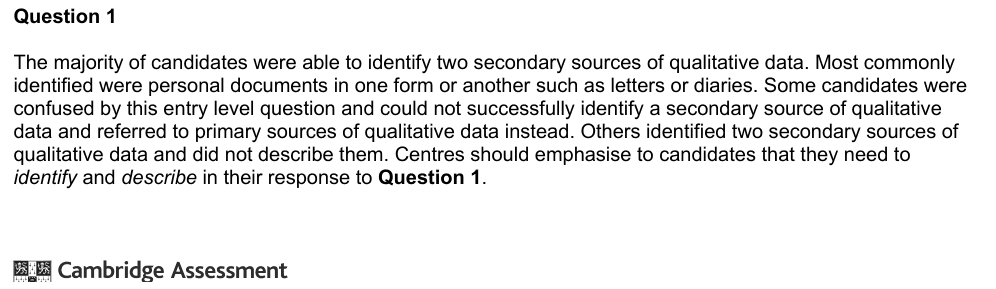 Question 1
The majority of candidates were able to identify two secondary sources of qualitative data. Most commonly
identified were personal documents in one form or another such as letters or diaries. Some candidates were
confused by this entry level question and could not successfully identify a secondary source of qualitative
data and referred to primary sources of qualitative data instead. Others identified two secondary sources of
qualitative data and did not describe them. Centres should emphasise to candidates that they need to
identify and describe in their response to Question 1.
Cambridge Assessment